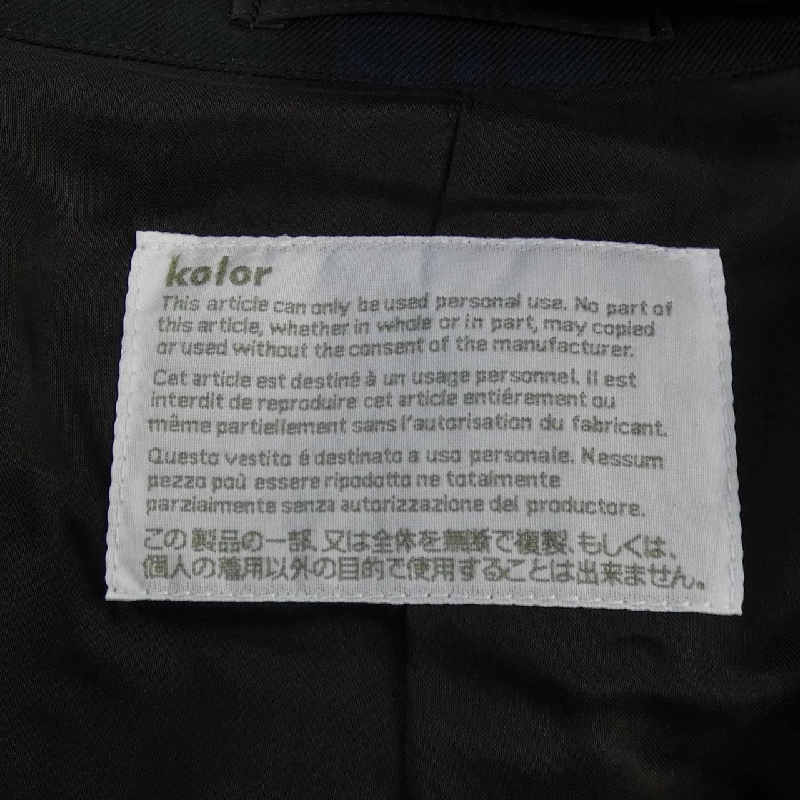 kolor
This article can only be used personal use. No part of
this article, whether in whole or in part, may copied
or used without the consent of the manufacturer.
Cet article est destiné à un usage personnel. Il est
interdit de reproduire cet article entiérement ou
même partiellement sans l'autorisation du fabricant.
Questo vestito é destinato a uso personale. Nessum
pezzo poù essere ripodotto ne totalmente
parzialmente senza autorizzazione del productore.
この製品の一部、又は全体を無断で複製、もしくは、
個人の着用以外の目的で使用することは出来ません。